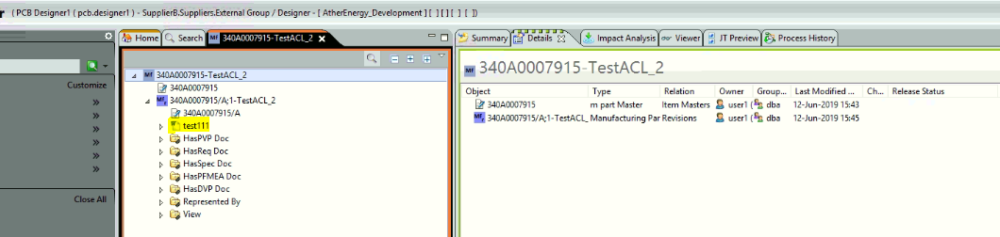 r ( PCB Designer1 ( pcb.designer1 ) - SupplierB.Suppliers.External Group / Designer - [ AtherEnergy_Development ] [ ] [ ] [ ] [ ])
Home Search 340A0007915-TestACL_2
Customize
»
»
»
»
»
Close All
340A0007915-TestACL_2
340A0007915
340A0007915/A;1-TestACL_2
340A0007915/A
test111
HasPVP Doc
HasReq Doc
HasSpec Doc
HasPFMEA Doc
HasDVP Doc
Represented By
View
Summary Details Impact Analysis Viewer JT Preview Process History
MF 340A0007915-TestACL_2
Object Type Relation Owner Group... Last Modified ... Ch... Release Status
340A0007915 m part Master Item Masters user1 ( dba 12-Jun-2019 15:43
340A0007915/A;1-TestACL_ Manufacturing Par Revisions user1 ( dba 12-Jun-2019 15:45